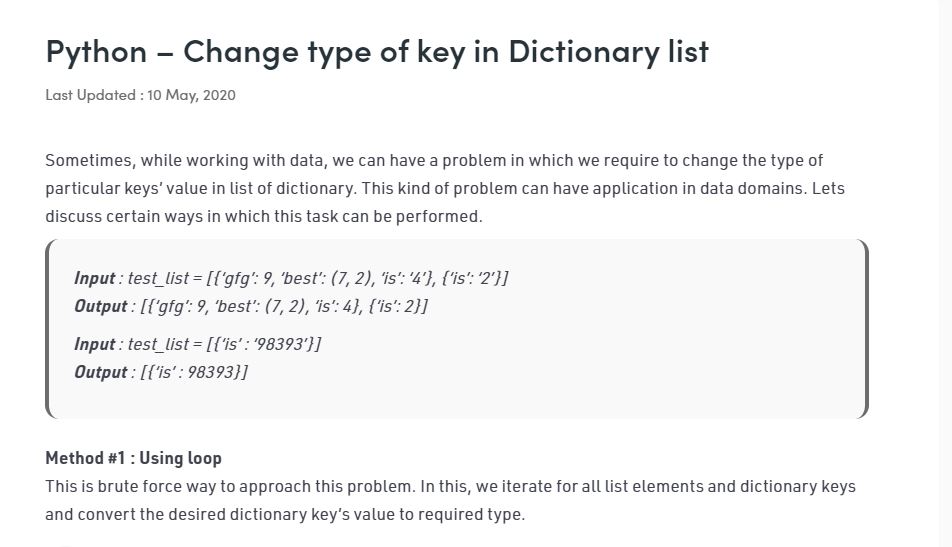 Python – Change type of key in Dictionary list
Last Updated : 10 May, 2020
Sometimes, while working with data, we can have a problem in which we require to change the type of
particular keys’ value in list of dictionary. This kind of problem can have application in data domains. Lets
discuss certain ways in which this task can be performed.
Input : test_list = [{‘gfg’: 9, ‘best’: (7, 2), ‘is’: ‘4’}, {‘is’: ‘2’}]
Output : [{‘gfg’: 9, ‘best’: (7, 2), ‘is’: 4}, {‘is’: 2}]
Input : test_list = [{‘is’ : ‘98393’}]
Output : [{‘is’ : 98393}]
Method #1 : Using loop
This is brute force way to approach this problem. In this, we iterate for all list elements and dictionary keys
and convert the desired dictionary key’s value to required type.